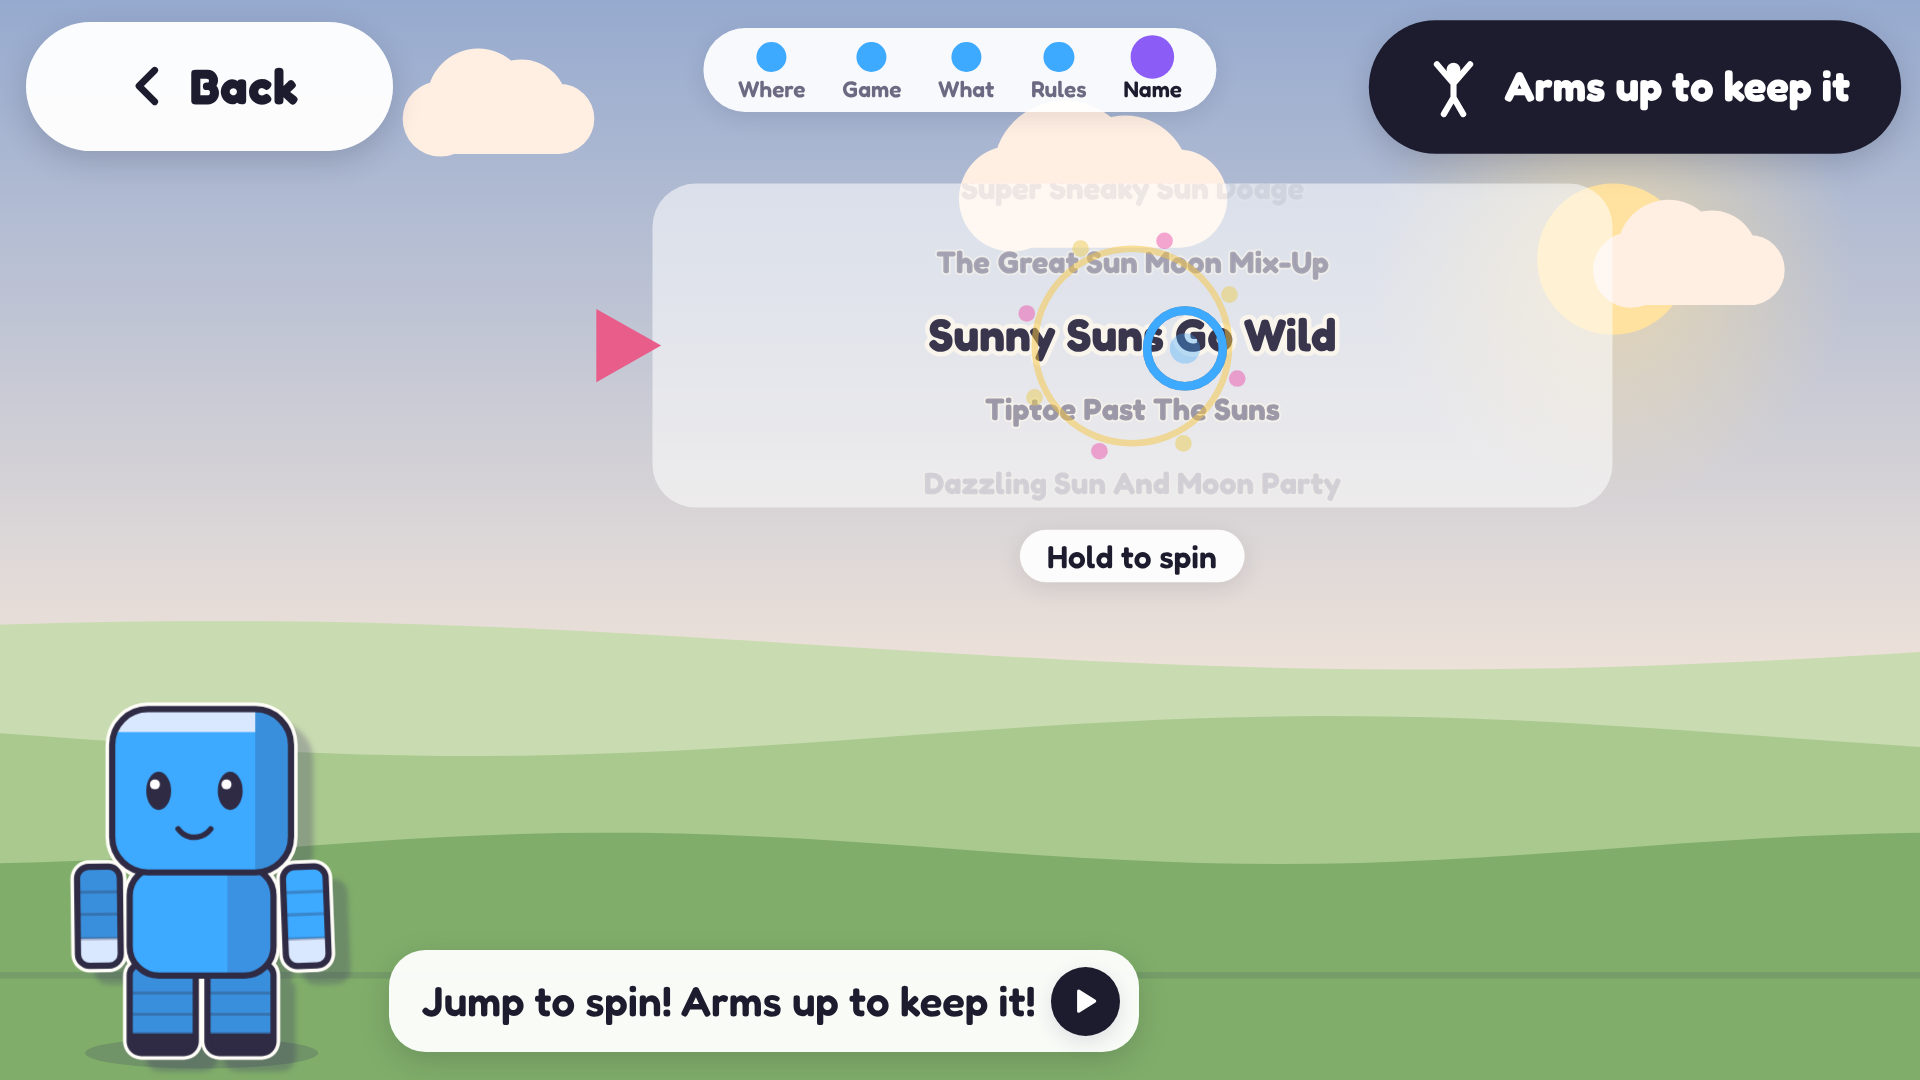 Back
Where
Game
What
Rules
Name
Arms up to keep it
Super Sneaky Sun Dodge
The Great Sun Moon Mix-Up
Sunny Suns Go Wild
Tiptoe Past The Suns
Dazzling Sun And Moon Party
Hold to spin
Jump to spin! Arms up to keep it!